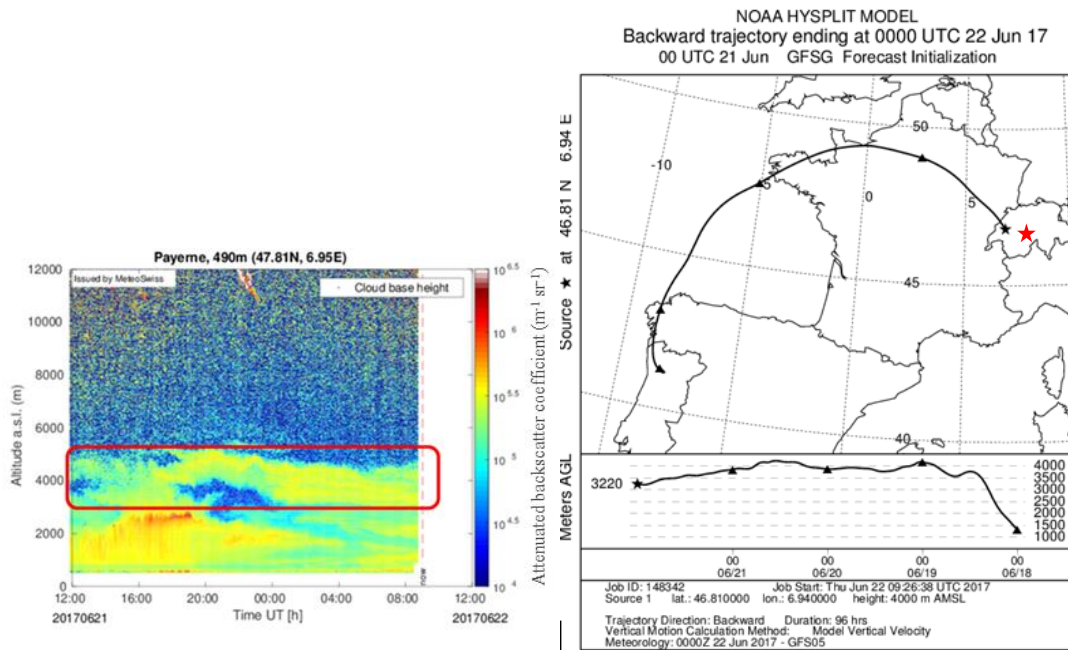 Payerne, 490m (47.81N, 6.95E)
Issued by MeteoSwiss
Cloud base height
12000
10000
8000
6000
4000
2000
0
Altitude a.s.l. (m)
12:00 16:00 20:00 00:00 04:00 08:00 12:00
20170621 Time UT [h] 20170622
now
10^6.5
10^6
10^5.5
10^5
10^4.5
10^4
Attenuated backscatter coefficient (m-1 sr-1)
NOAA HYSPLIT MODEL
Backward trajectory ending at 0000 UTC 22 Jun 17
00 UTC 21 Jun GFSG Forecast Initialization
Source ★ at 46.81 N 6.94 E
-10
-5
0
5
50
45
40
Meters AGL
3220
4000
3500
3000
2500
2000
1500
1000
00 00 00 00
06/21 06/20 06/19 06/18
Job ID: 148342 Job Start: Thu Jun 22 09:26:38 UTC 2017
Source 1 lat.: 46.810000 lon.: 6.940000 height: 4000 m AMSL
Trajectory Direction: Backward Duration: 96 hrs
Vertical Motion Calculation Method: Model Vertical Velocity
Meteorology: 0000Z 22 Jun 2017 - GFS05